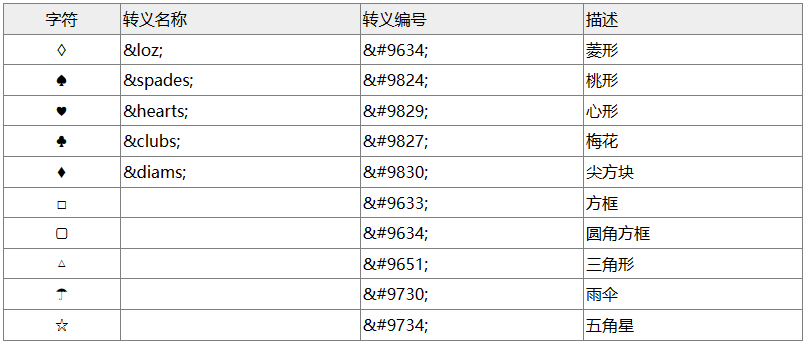 字符 转义名称 转义编号 描述
◊ &loz; &#9634; 菱形
♠ &spades; &#9824; 桃形
♥ &hearts; &#9829; 心形
♣ &clubs; &#9827; 梅花
♦ &diams; &#9830; 尖方块
□ &#9633; 方框
▢ &#9634; 圆角方框
△ &#9651; 三角形
☂ &#9730; 雨伞
☆ &#9734; 五角星